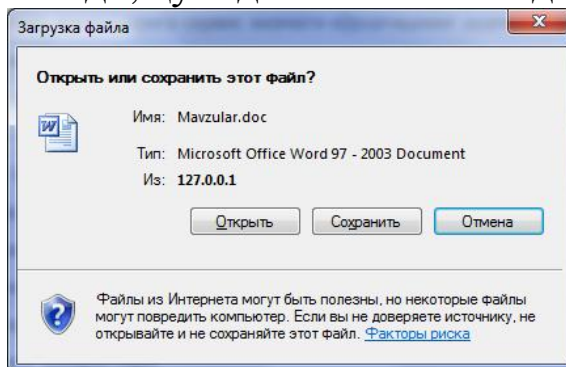 Загрузка файла
Открыть или сохранить этот файл?
Имя: Mavzular.doc
Тип: Microsoft Office Word 97 - 2003 Document
Из: 127.0.0.1
Открыть Сохранить Отмена
Файлы из Интернета могут быть полезны, но некоторые файлы
могут повредить компьютер. Если вы не доверяете источнику, не
открывайте и не сохраняйте этот файл. Факторы риска